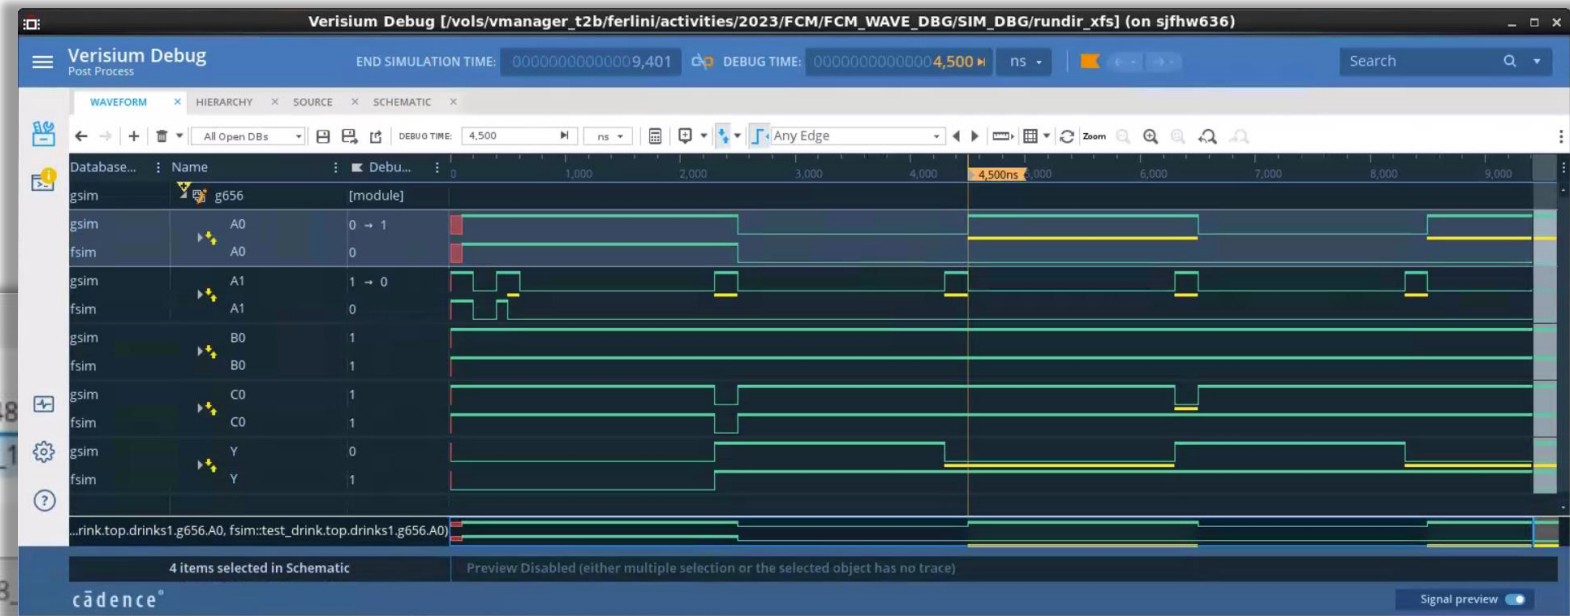 Verisium Debug [/vols/vmanager_t2b/ferlini/activities/2023/FCM/FCM_WAVE_DBG/SIM_DBG/rundir_xfs] (on sjfhw636)
Verisium Debug
Post Process
END SIMULATION TIME: 0000000000009,401 DEBUG TIME: 0000000000004,500 ns
Search
WAVEFORM × HIERARCHY × SOURCE × SCHEMATIC ×
All Open DBs DEBUG TIME: 4,500 ns Any Edge Zoom
Database... Name Debu... 0 1,000 2,000 3,000 4,000 4,500ns 6,000 7,000 8,000 9,000
gsim g656 [module]
gsim A0 0 → 1
fsim A0 0
gsim A1 1 → 0
fsim A1 0
gsim B0 1
fsim B0 1
gsim C0 1
fsim C0 1
gsim Y 0
fsim Y 1
...rink.top.drinks1.g656.A0, fsim::test_drink.top.drinks1.g656.A0)
4 items selected in Schematic
Preview Disabled (either multiple selection or the selected object has no trace)
cādence®
Signal preview